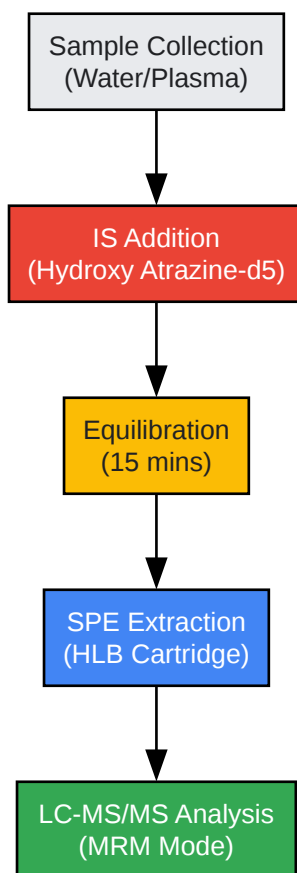 Sample Collection
(Water/Plasma)
IS Addition
(Hydroxy Atrazine-d5)
Equilibration
(15 mins)
SPE Extraction
(HLB Cartridge)
LC-MS/MS Analysis
(MRM Mode)